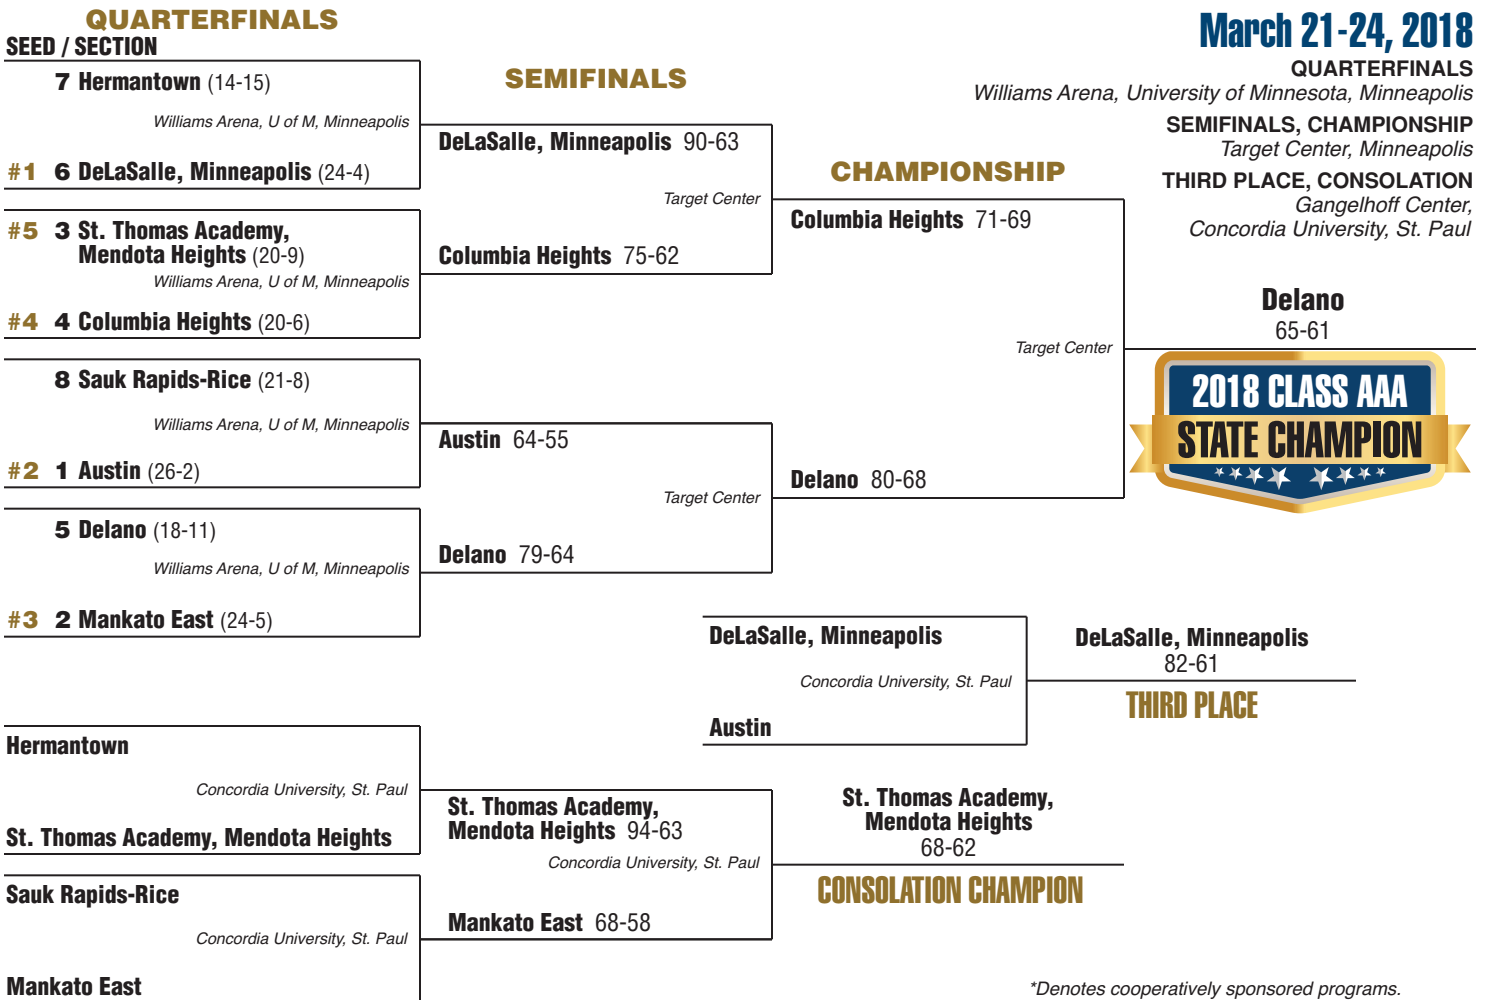 QUARTERFINALS
SEED / SECTION
7 Hermantown (14-15)
Williams Arena, U of M, Minneapolis
#1 6 DeLaSalle, Minneapolis (24-4)
#5 3 St. Thomas Academy,
Mendota Heights (20-9)
Williams Arena, U of M, Minneapolis
#4 4 Columbia Heights (20-6)
8 Sauk Rapids-Rice (21-8)
Williams Arena, U of M, Minneapolis
#2 1 Austin (26-2)
5 Delano (18-11)
Williams Arena, U of M, Minneapolis
#3 2 Mankato East (24-5)
SEMIFINALS
DeLaSalle, Minneapolis 90-63
Target Center
Columbia Heights 75-62
Austin 64-55
Target Center
Delano 79-64
CHAMPIONSHIP
Columbia Heights 71-69
Target Center
Delano 80-68
March 21-24, 2018
QUARTERFINALS
Williams Arena, University of Minnesota, Minneapolis
SEMIFINALS, CHAMPIONSHIP
Target Center, Minneapolis
THIRD PLACE, CONSOLATION
Gangelhoff Center,
Concordia University, St. Paul
Delano
65-61
2018 CLASS AAA
STATE CHAMPION
DeLaSalle, Minneapolis
Concordia University, St. Paul
Austin
DeLaSalle, Minneapolis
82-61
THIRD PLACE
Hermantown
Concordia University, St. Paul
St. Thomas Academy, Mendota Heights
Sauk Rapids-Rice
Concordia University, St. Paul
Mankato East
St. Thomas Academy,
Mendota Heights 94-63
Concordia University, St. Paul
Mankato East 68-58
St. Thomas Academy,
Mendota Heights
68-62
CONSOLATION CHAMPION
*Denotes cooperatively sponsored programs.